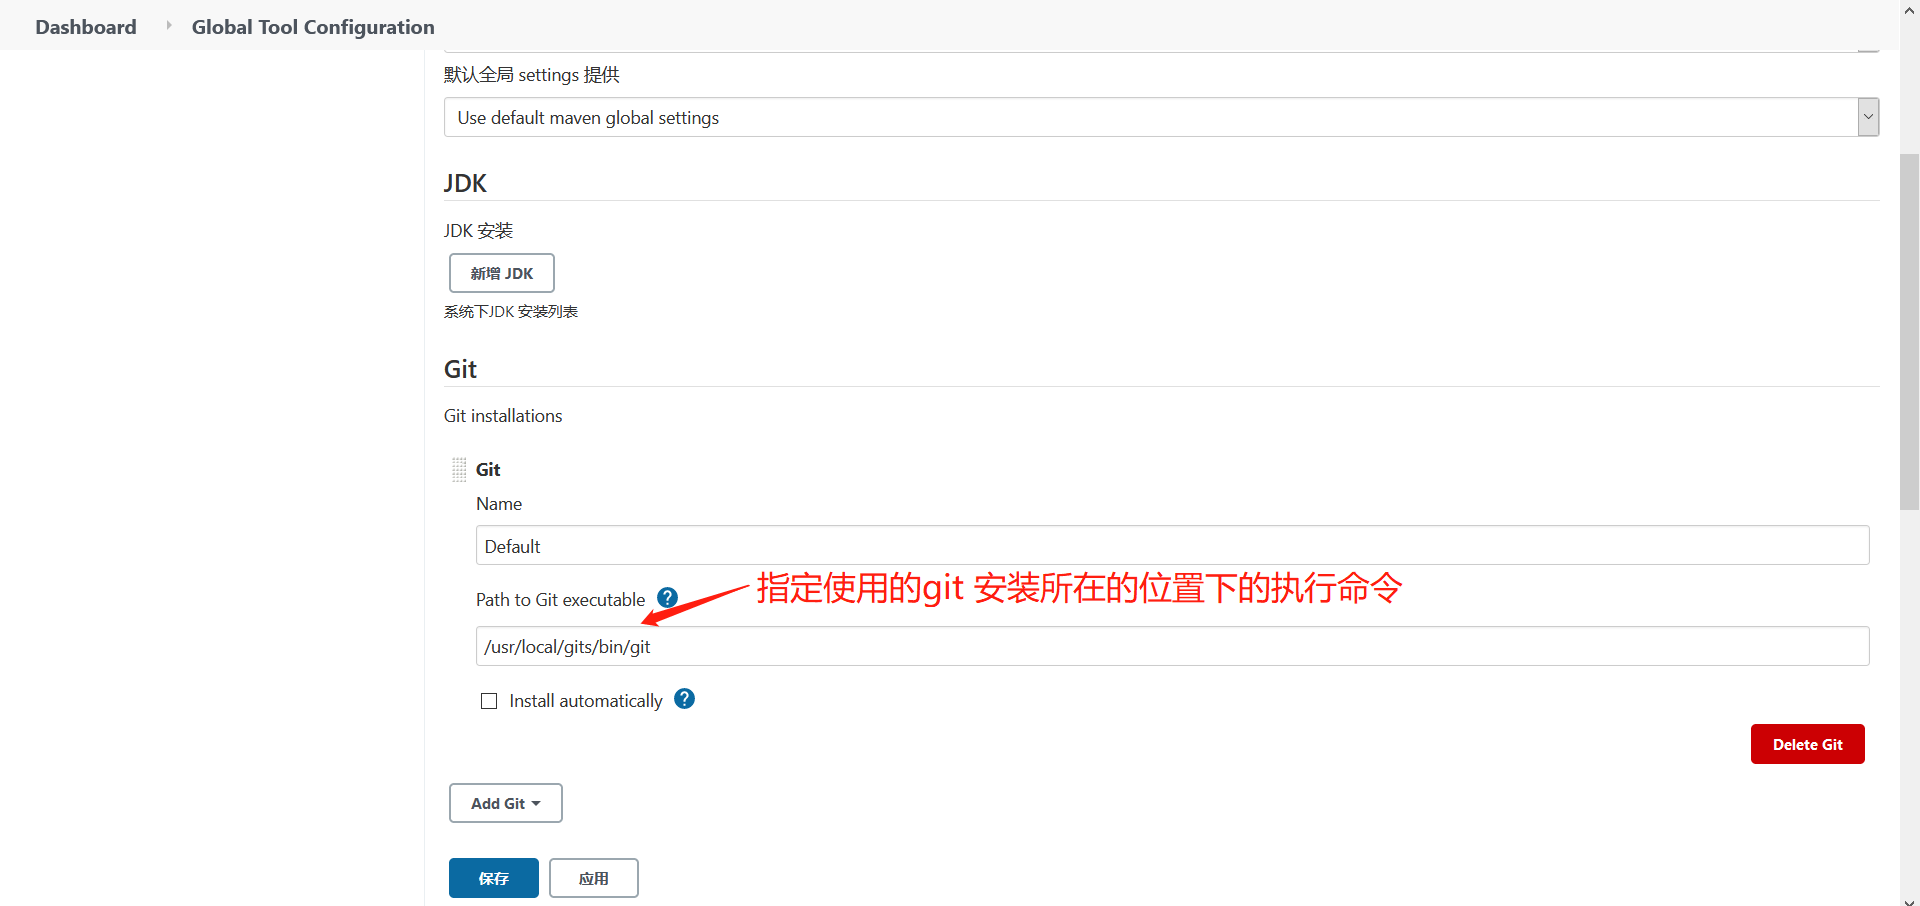 Dashboard
Global Tool Configuration
默认全局 settings 提供
Use default maven global settings
JDK
JDK 安装
新增 JDK
系统下JDK 安装列表
Git
Git installations
Git
Name
Default
Path to Git executable ?
指定使用的git 安装所在的位置下的执行命令
/usr/local/gits/bin/git
Install automatically ?
Delete Git
Add Git
保存
应用